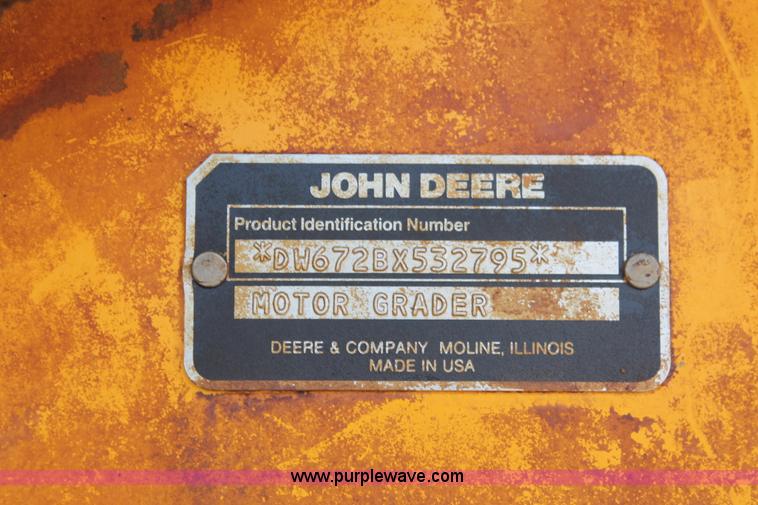 JOHN DEERE
Product Identification Number
*DW672BX532795*
MOTOR GRADER
DEERE & COMPANY MOLINE, ILLINOIS
MADE IN USA
www.purplewave.com